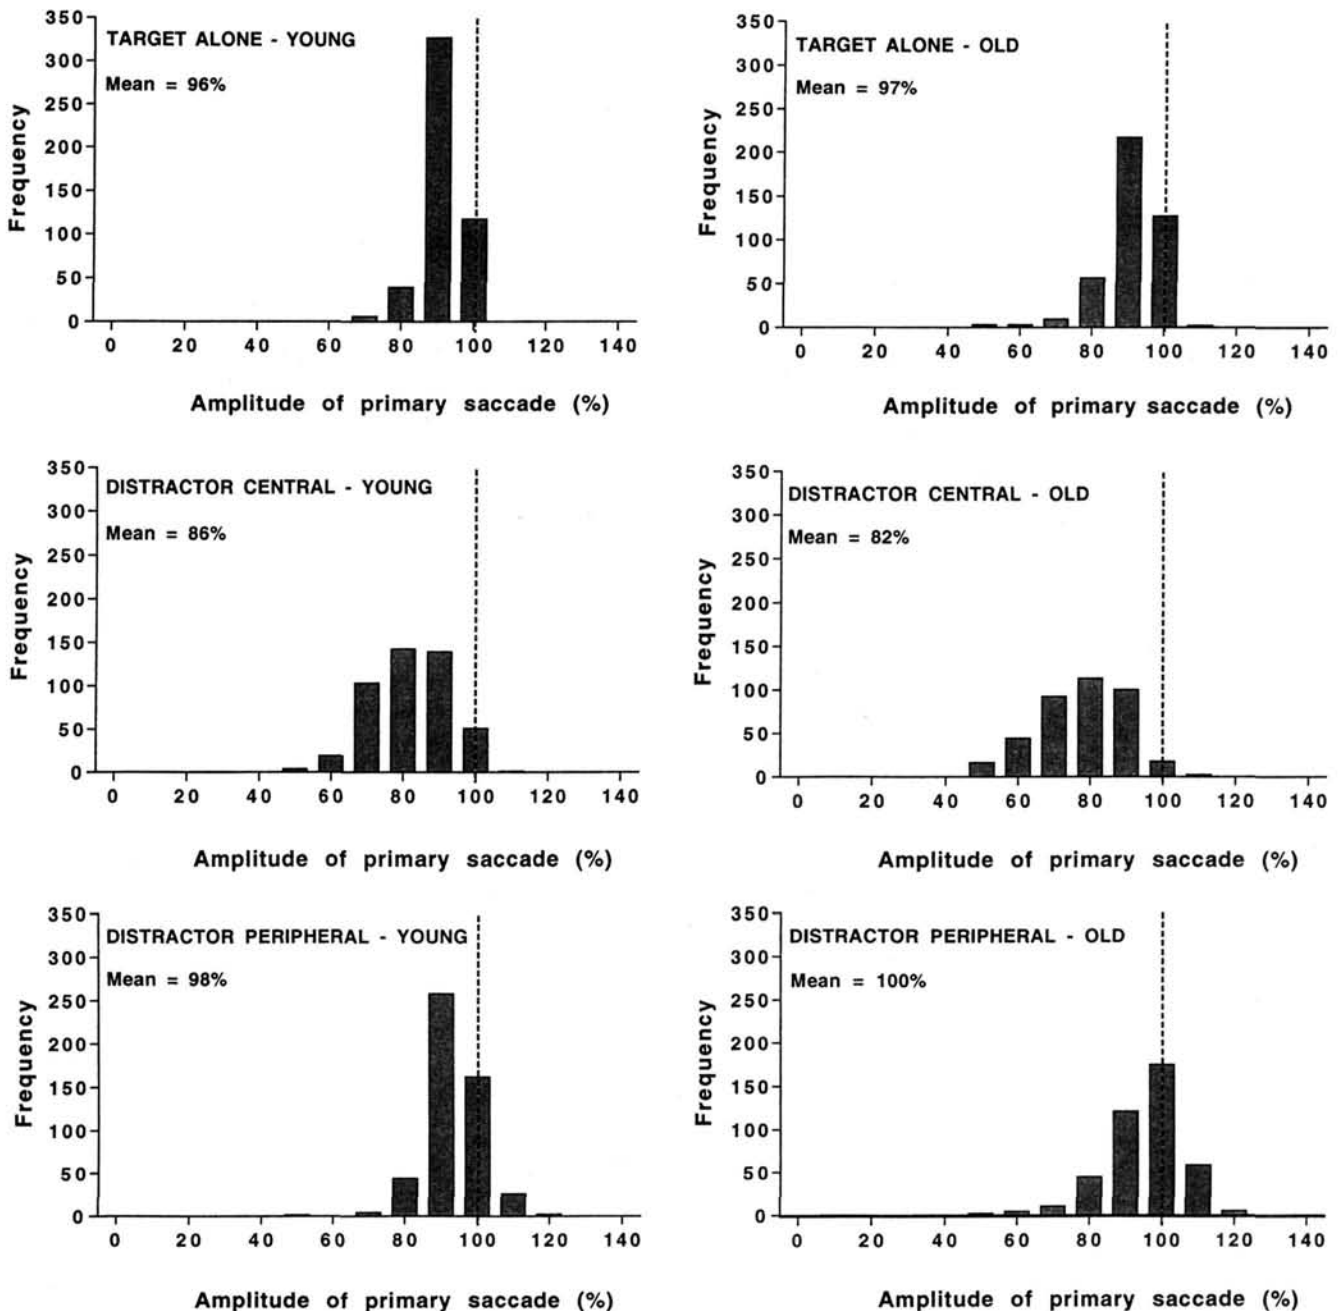 350
300
250
200
150
100
50
0
TARGET ALONE - YOUNG
Mean = 96%
Frequency
0 20 40 60 80 100 120 140
Amplitude of primary saccade (%)
350
300
250
200
150
100
50
0
TARGET ALONE - OLD
Mean = 97%
Frequency
0 20 40 60 80 100 120 140
Amplitude of primary saccade (%)
350
300
250
200
150
100
50
0
DISTRACTOR CENTRAL - YOUNG
Mean = 86%
Frequency
0 20 40 60 80 100 120 140
Amplitude of primary saccade (%)
350
300
250
200
150
100
50
0
DISTRACTOR CENTRAL - OLD
Mean = 82%
Frequency
0 20 40 60 80 100 120 140
Amplitude of primary saccade (%)
350
300
250
200
150
100
50
0
DISTRACTOR PERIPHERAL - YOUNG
Mean = 98%
Frequency
0 20 40 60 80 100 120 140
Amplitude of primary saccade (%)
350
300
250
200
150
100
50
0
DISTRACTOR PERIPHERAL - OLD
Mean = 100%
Frequency
0 20 40 60 80 100 120 140
Amplitude of primary saccade (%)